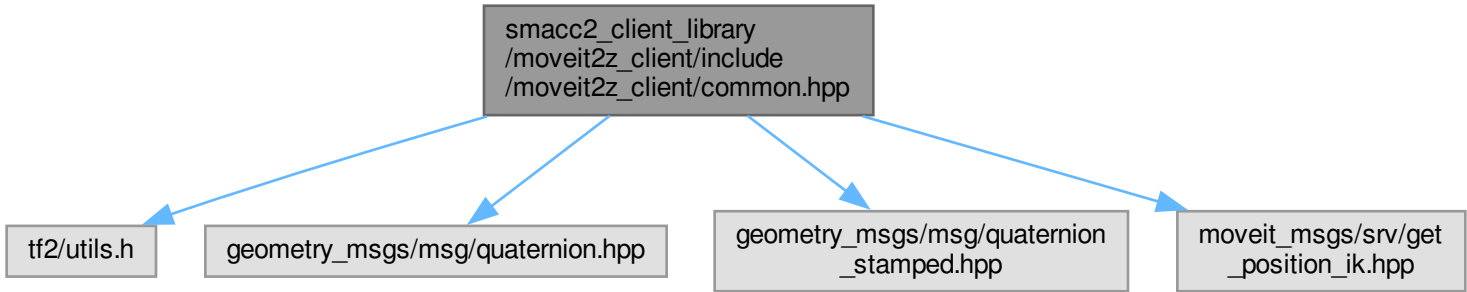 smacc2_client_library
/moveit2z_client/include
/moveit2z_client/common.hpp
tf2/utils.h
geometry_msgs/msg/quaternion.hpp
geometry_msgs/msg/quaternion
_stamped.hpp
moveit_msgs/srv/get
_position_ik.hpp